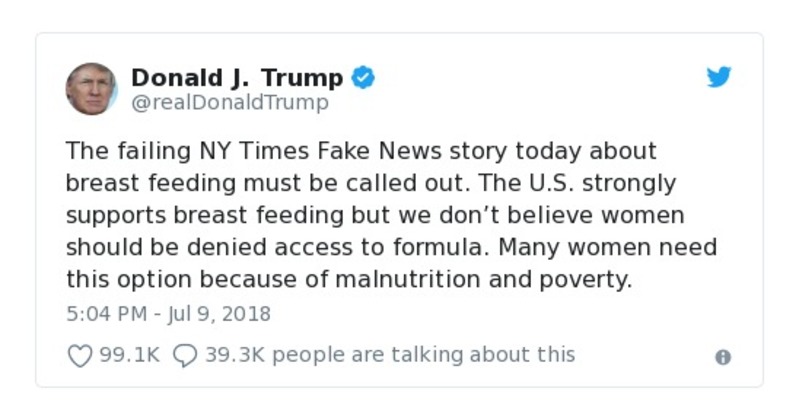 Donald J. Trump
@realDonaldTrump
The failing NY Times Fake News story today about
breast feeding must be called out. The U.S. strongly
supports breast feeding but we don’t believe women
should be denied access to formula. Many women need
this option because of malnutrition and poverty.
5:04 PM - Jul 9, 2018
99.1K 39.3K people are talking about this